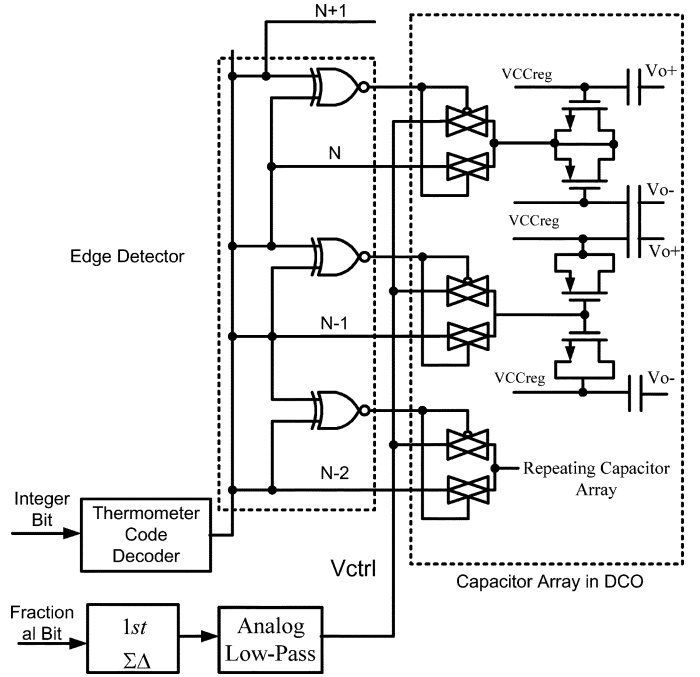 N+1
VCCreg
Vo+
N
Vo-
VCCreg
Vo+
Edge Detector
N-1
VCCreg
Vo-
N-2
Repeating Capacitor
Array
Integer
Bit
Thermometer
Code
Decoder
Vctrl
Capacitor Array in DCO
Fraction
al Bit
1st
ΣΔ
Analog
Low-Pass